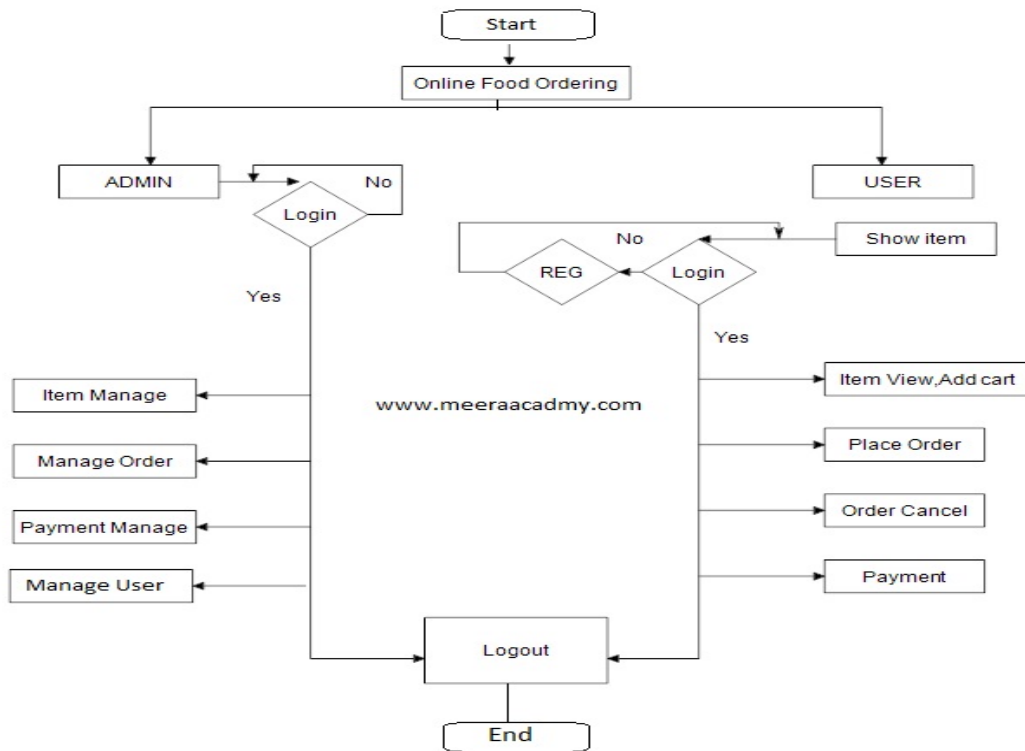 Start
Online Food Ordering
ADMIN
No
USER
Login
No
Show item
REG
Login
Yes
Yes
Item View,Add cart
Item Manage
www.meeraacadmy.com
Place Order
Manage Order
Order Cancel
Payment Manage
Payment
Manage User
Logout
End